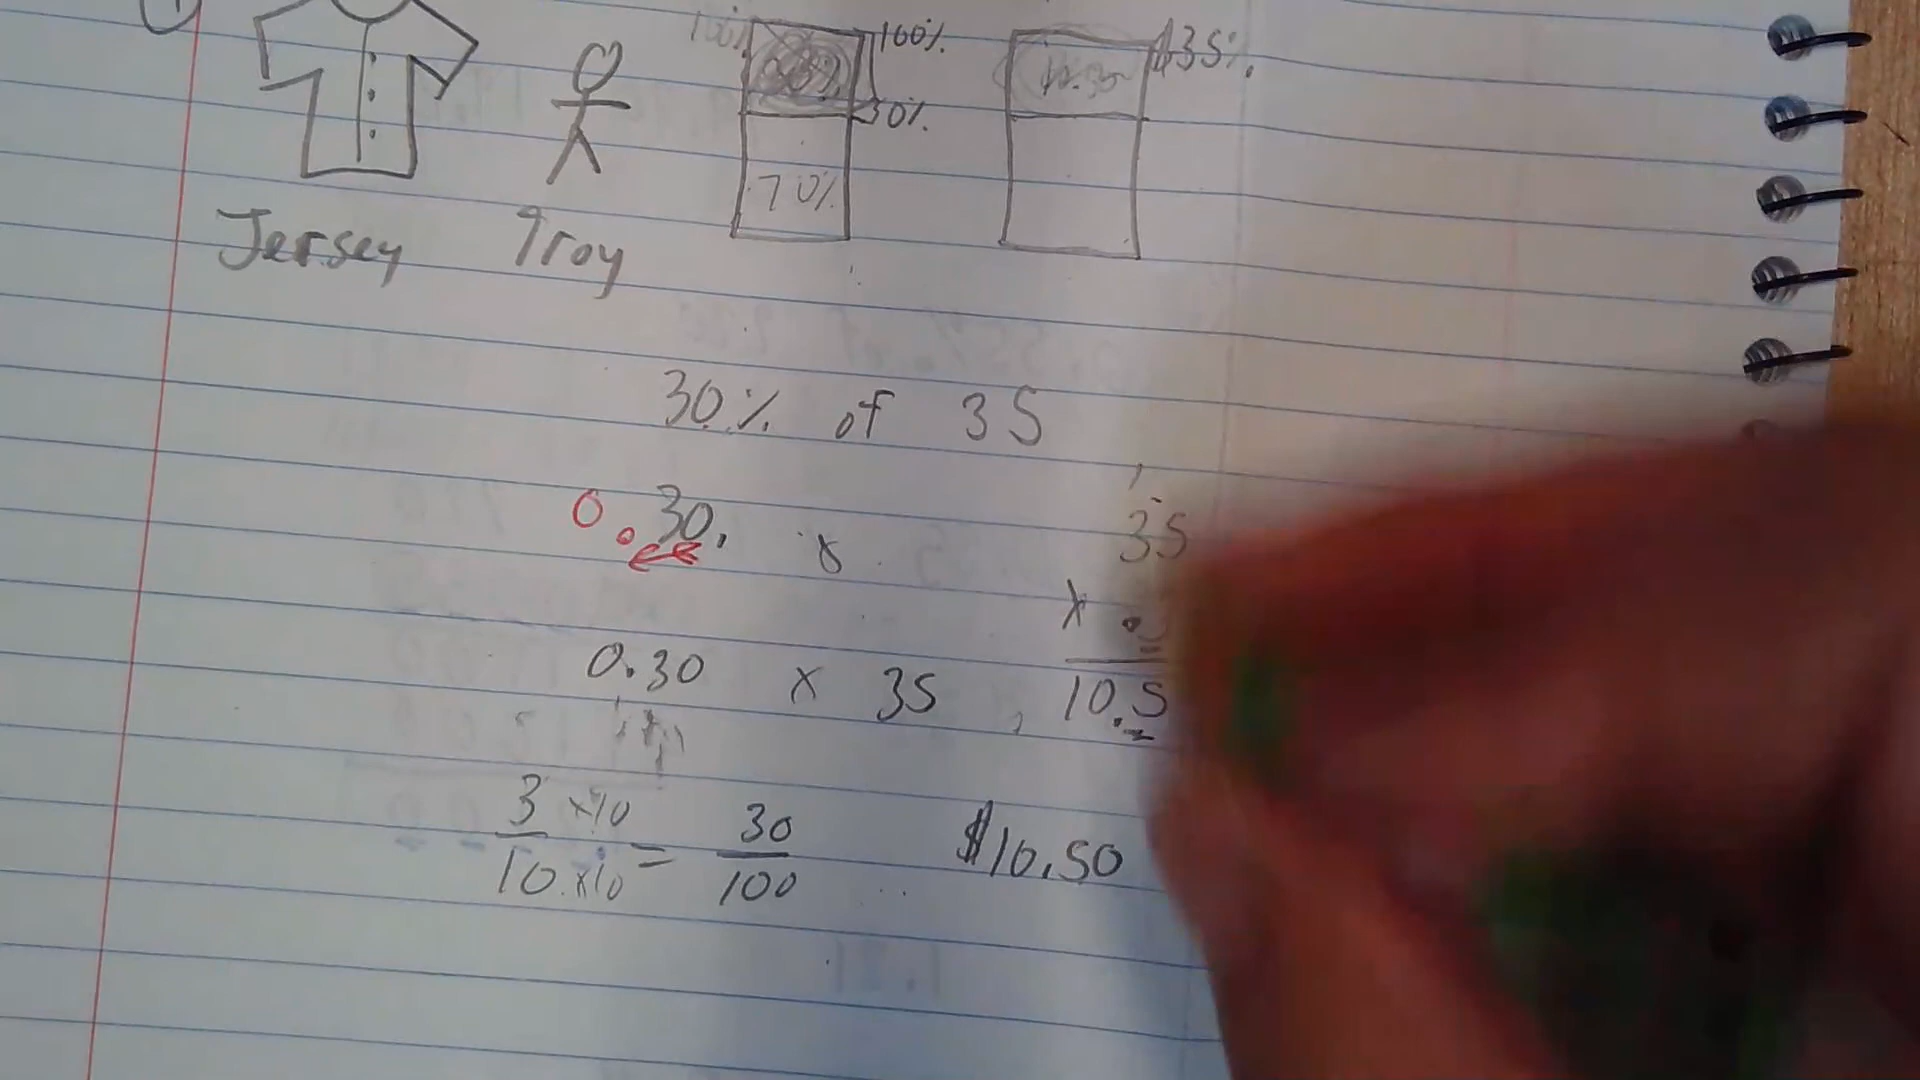 1
100% 100% $35%.
30%.
70%
Jersey Troy
30% of 35
0.30. x 35
x .
0.30 x 35 10.5
3 x10 = 30
10 x10 100
$10.50